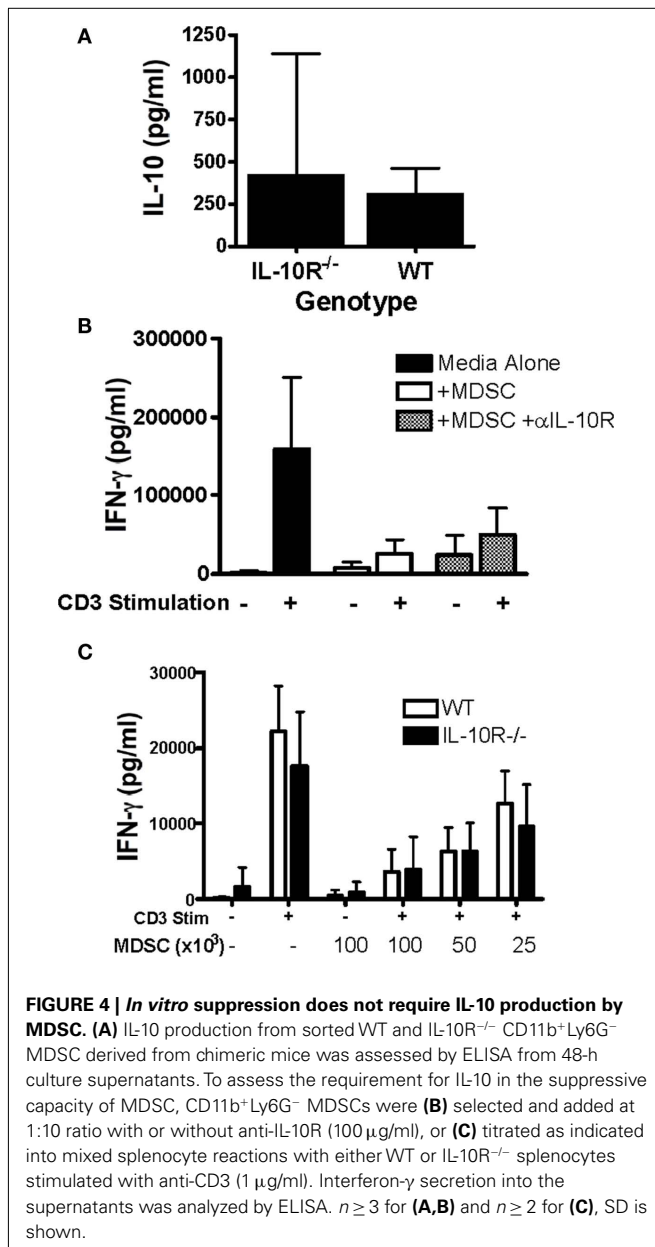 A
IL-10 (pg/ml)
1250
1000
750
500
250
0
IL-10R-/-
WT
Genotype
B
IFN-γ (pg/ml)
300000
200000
100000
0
Media Alone
+MDSC
+MDSC +αIL-10R
CD3 Stimulation - + - + - +
C
IFN-γ (pg/ml)
30000
20000
10000
0
WT
IL-10R-/-
CD3 Stim - + - + + +
MDSC (x10³) - - 100 100 50 25
FIGURE 4 | In vitro suppression does not require IL-10 production by
MDSC. (A) IL-10 production from sorted WT and IL-10R−/− CD11b+Ly6G−
MDSC derived from chimeric mice was assessed by ELISA from 48-h
culture supernatants. To assess the requirement for IL-10 in the suppressive
capacity of MDSC, CD11b+Ly6G− MDSCs were (B) selected and added at
1:10 ratio with or without anti-IL-10R (100 μg/ml), or (C) titrated as indicated
into mixed splenocyte reactions with either WT or IL-10R−/− splenocytes
stimulated with anti-CD3 (1 μg/ml). Interferon-γ secretion into the
supernatants was analyzed by ELISA. n ≥ 3 for (A,B) and n ≥ 2 for (C), SD is
shown.